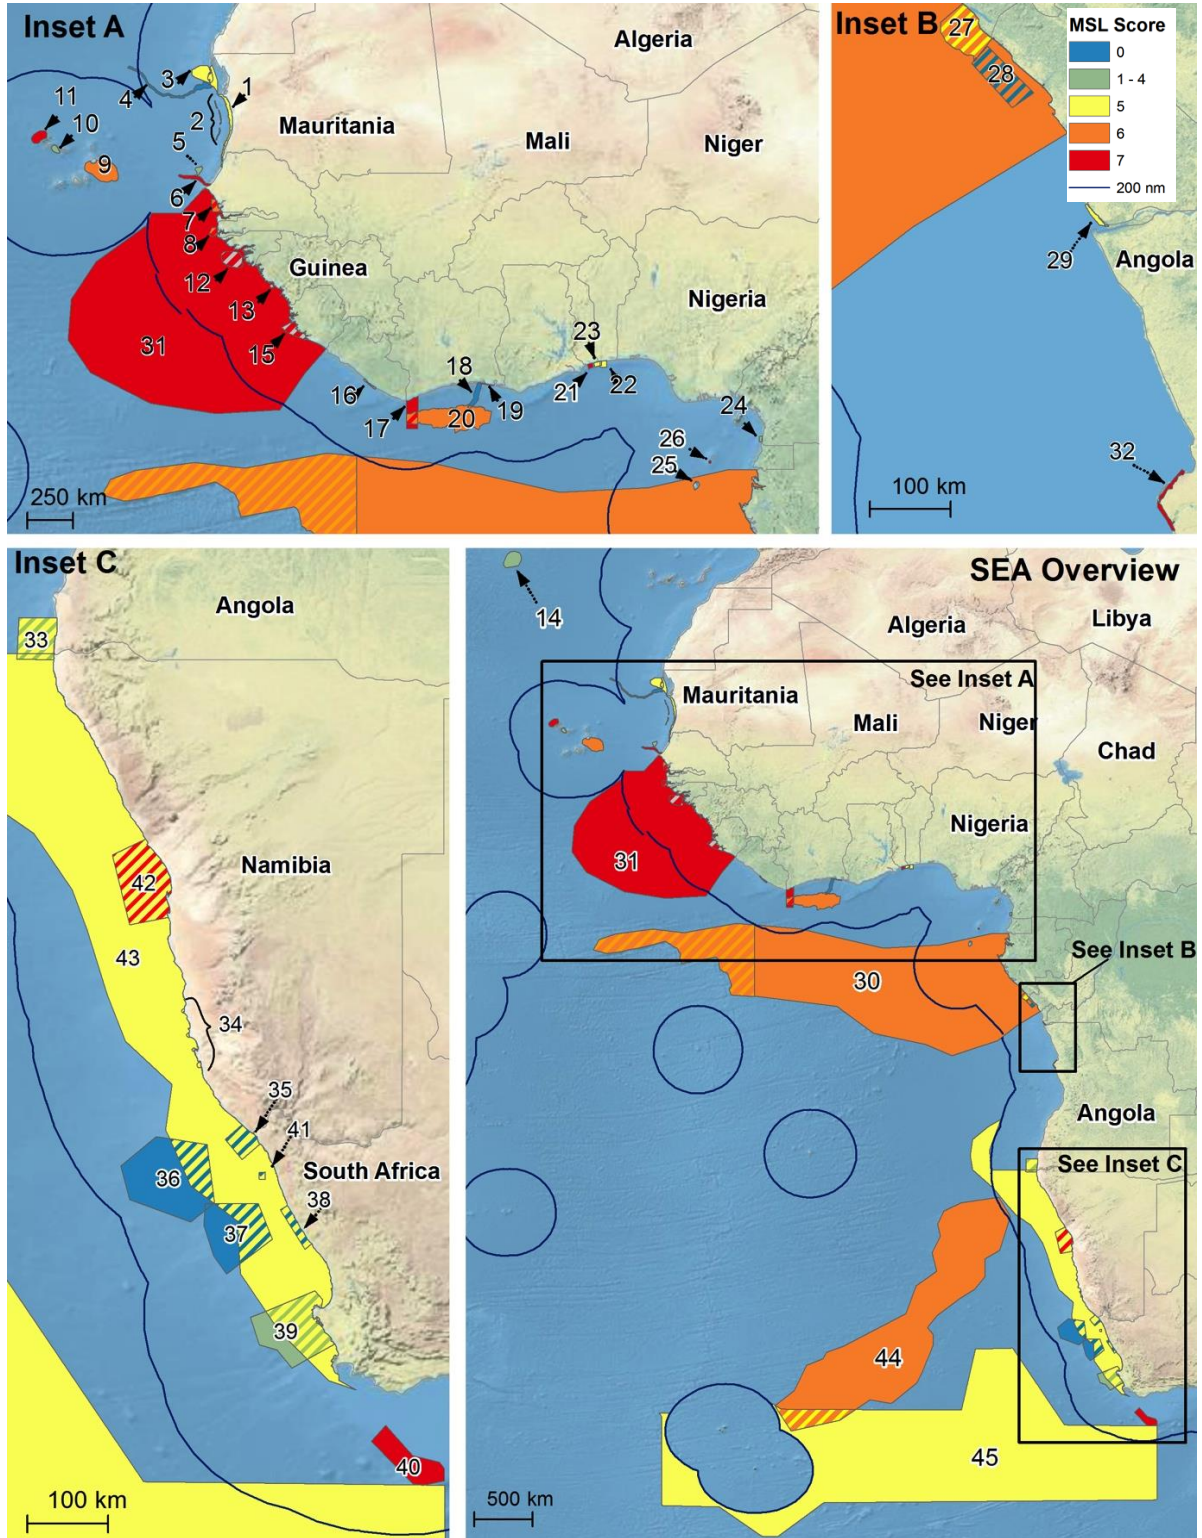 Inset A
Algeria
3
1
4
11
2
10
Mauritania
Mali
Niger
5
9
6
7
8
Guinea
12
13
Nigeria
31
15
23
16
18
21
22
17
20
19
24
26
25
250 km
Inset B
27
28
MSL Score
0
1 - 4
5
6
7
200 nm
29
Angola
32
100 km
Inset C
Angola
33
42
Namibia
43
34
35
41
36
South Africa
38
37
39
40
100 km
SEA Overview
14
Algeria
Libya
See Inset A
Mauritania
Mali
Niger
Chad
Nigeria
31
See Inset B
30
Angola
See Inset C
44
45
500 km